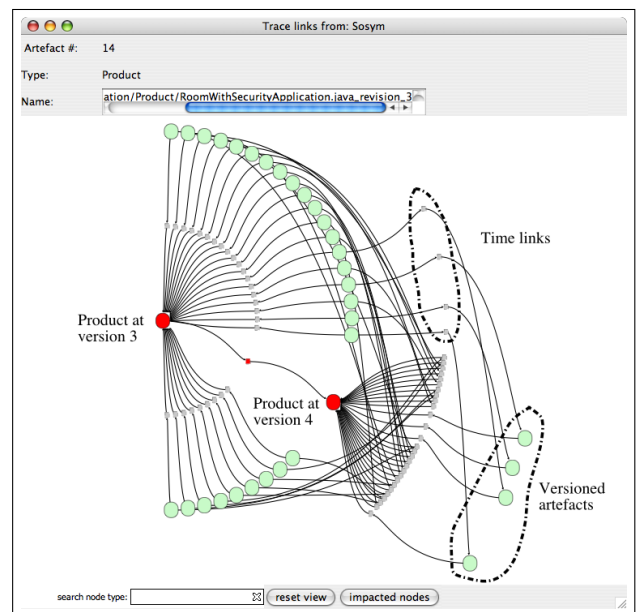 Trace links from: Sosym
Artefact #: 14
Type: Product
Name: ation/Product/RoomWithSecurityApplication.java_revision_3
Time links
Product at
version 3
Product at
version 4
Versioned
artefacts
search node type: reset view impacted nodes